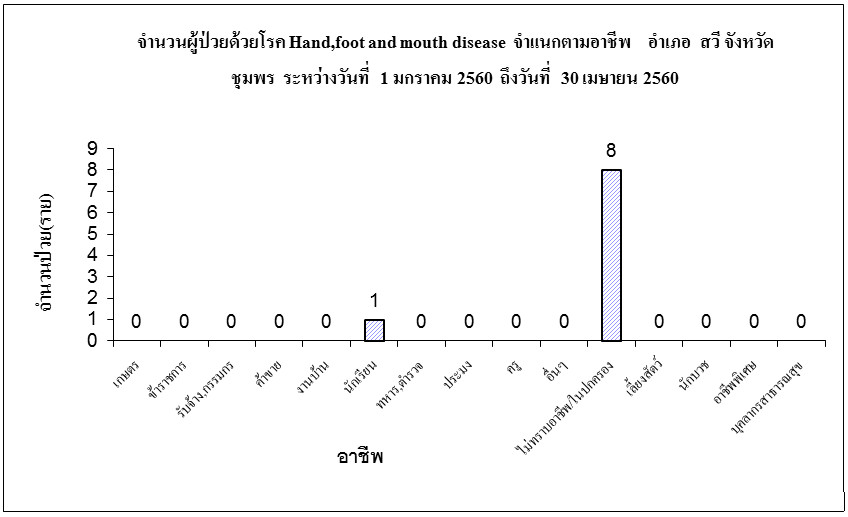 จำนวนผู้ป่วยด้วยโรค Hand,foot and mouth disease จำแนกตามอาชีพ อำเภอ สวี จังหวัด
ชุมพร ระหว่างวันที่ 1 มกราคม 2560 ถึงวันที่ 30 เมษายน 2560
จำนวนป่วย(ราย)
9
8
7
6
5
4
3
2
1
0
0
0
0
0
0
1
0
0
0
0
8
0
0
0
0
เกษตร
ข้าราชการ
รับจ้าง,กรรมกร
ค้าขาย
งานบ้าน
นักเรียน
ทหาร,ตำรวจ
ประมง
ครู
อื่นๆ
ไม่ทราบอาชีพ/ในปกครอง
เลี้ยงสัตว์
นักบวช
อาชีพพิเศษ
บุคลากรสาธารณสุข
อาชีพ